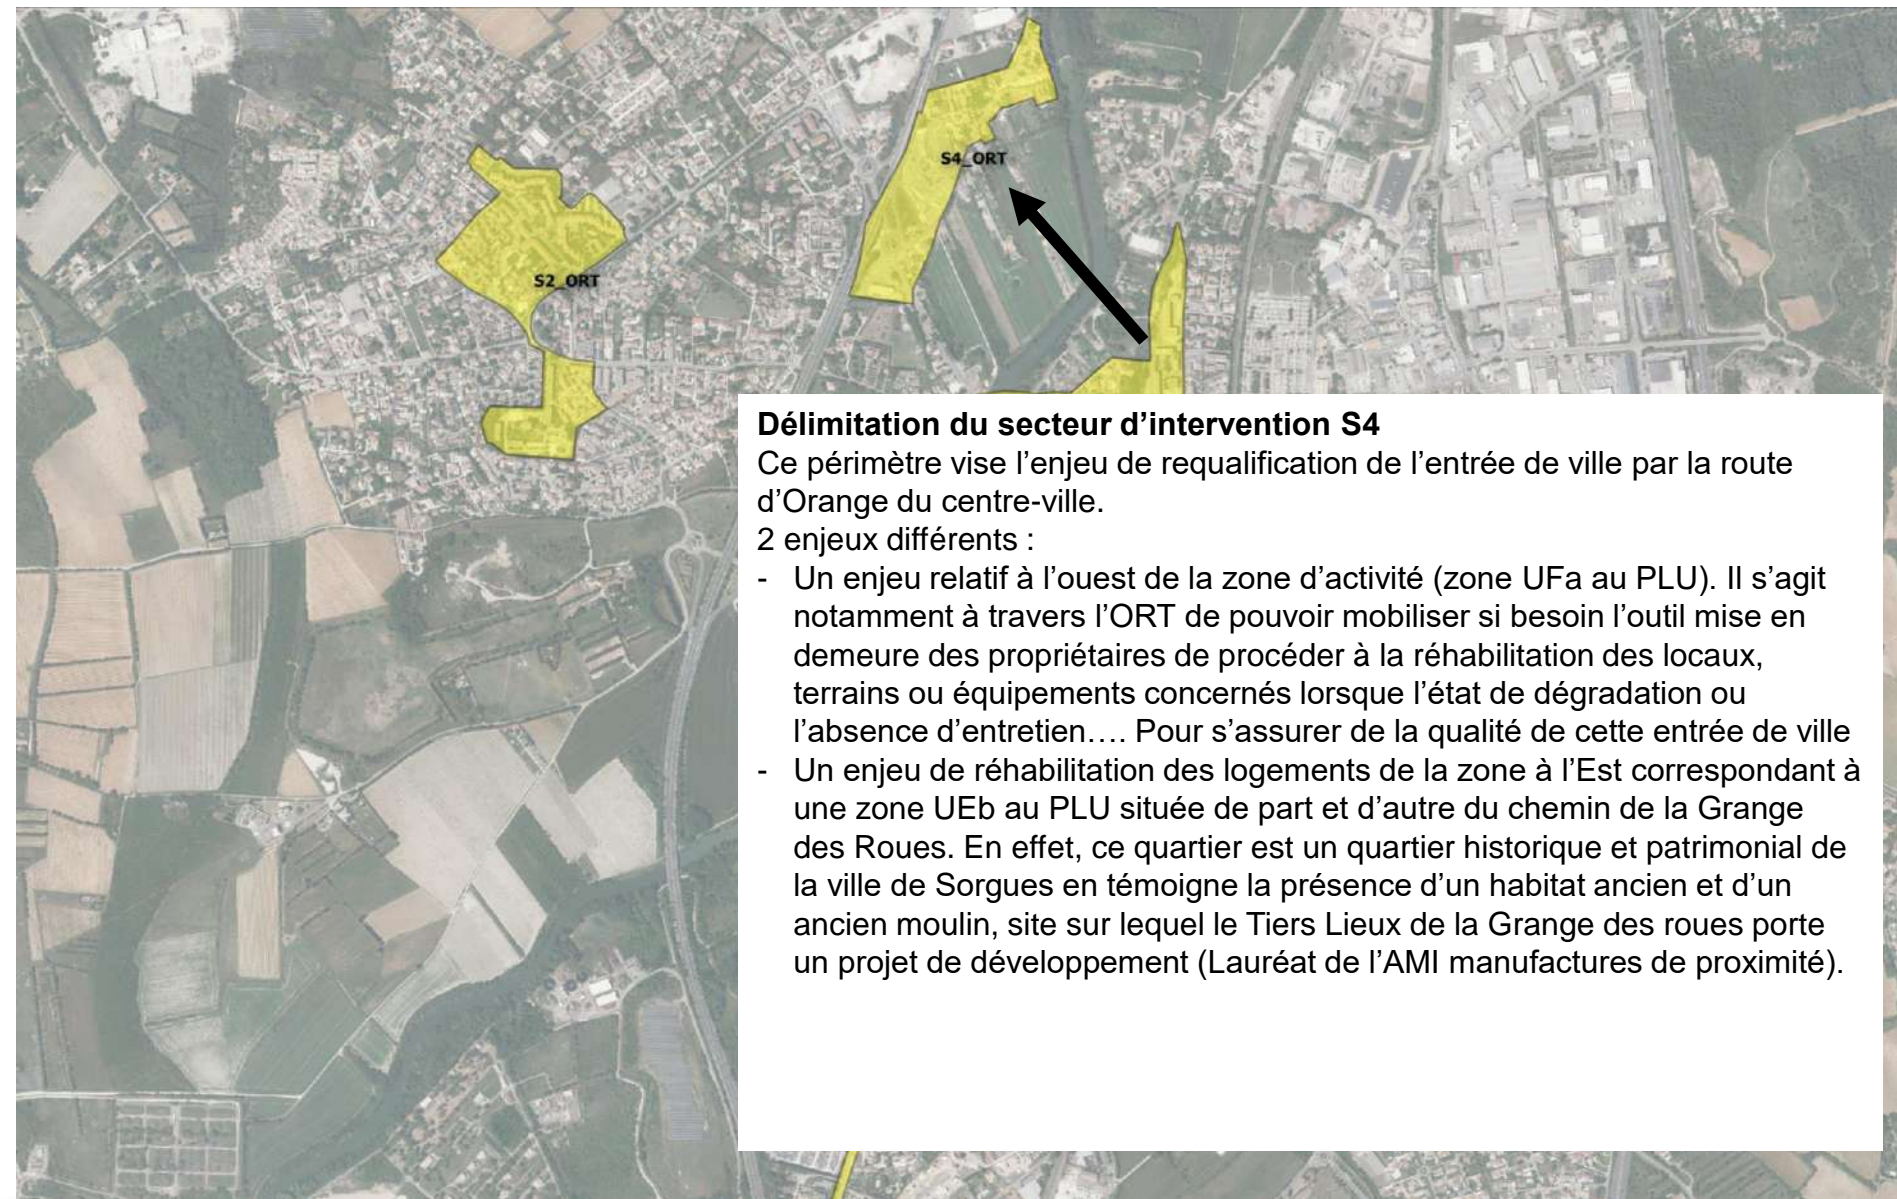 S4_ORT
S2_ORT
Délimitation du secteur d’intervention S4
Ce périmètre vise l’enjeu de requalification de l’entrée de ville par la route
d’Orange du centre-ville.
2 enjeux différents :
- Un enjeu relatif à l’ouest de la zone d’activité (zone UFa au PLU). Il s’agit
notamment à travers l’ORT de pouvoir mobiliser si besoin l’outil mise en
demeure des propriétaires de procéder à la réhabilitation des locaux,
terrains ou équipements concernés lorsque l’état de dégradation ou
l’absence d’entretien…. Pour s’assurer de la qualité de cette entrée de ville
- Un enjeu de réhabilitation des logements de la zone à l’Est correspondant à
une zone UEb au PLU située de part et d’autre du chemin de la Grange
des Roues. En effet, ce quartier est un quartier historique et patrimonial de
la ville de Sorgues en témoigne la présence d’un habitat ancien et d’un
ancien moulin, site sur lequel le Tiers Lieux de la Grange des roues porte
un projet de développement (Lauréat de l’AMI manufactures de proximité).